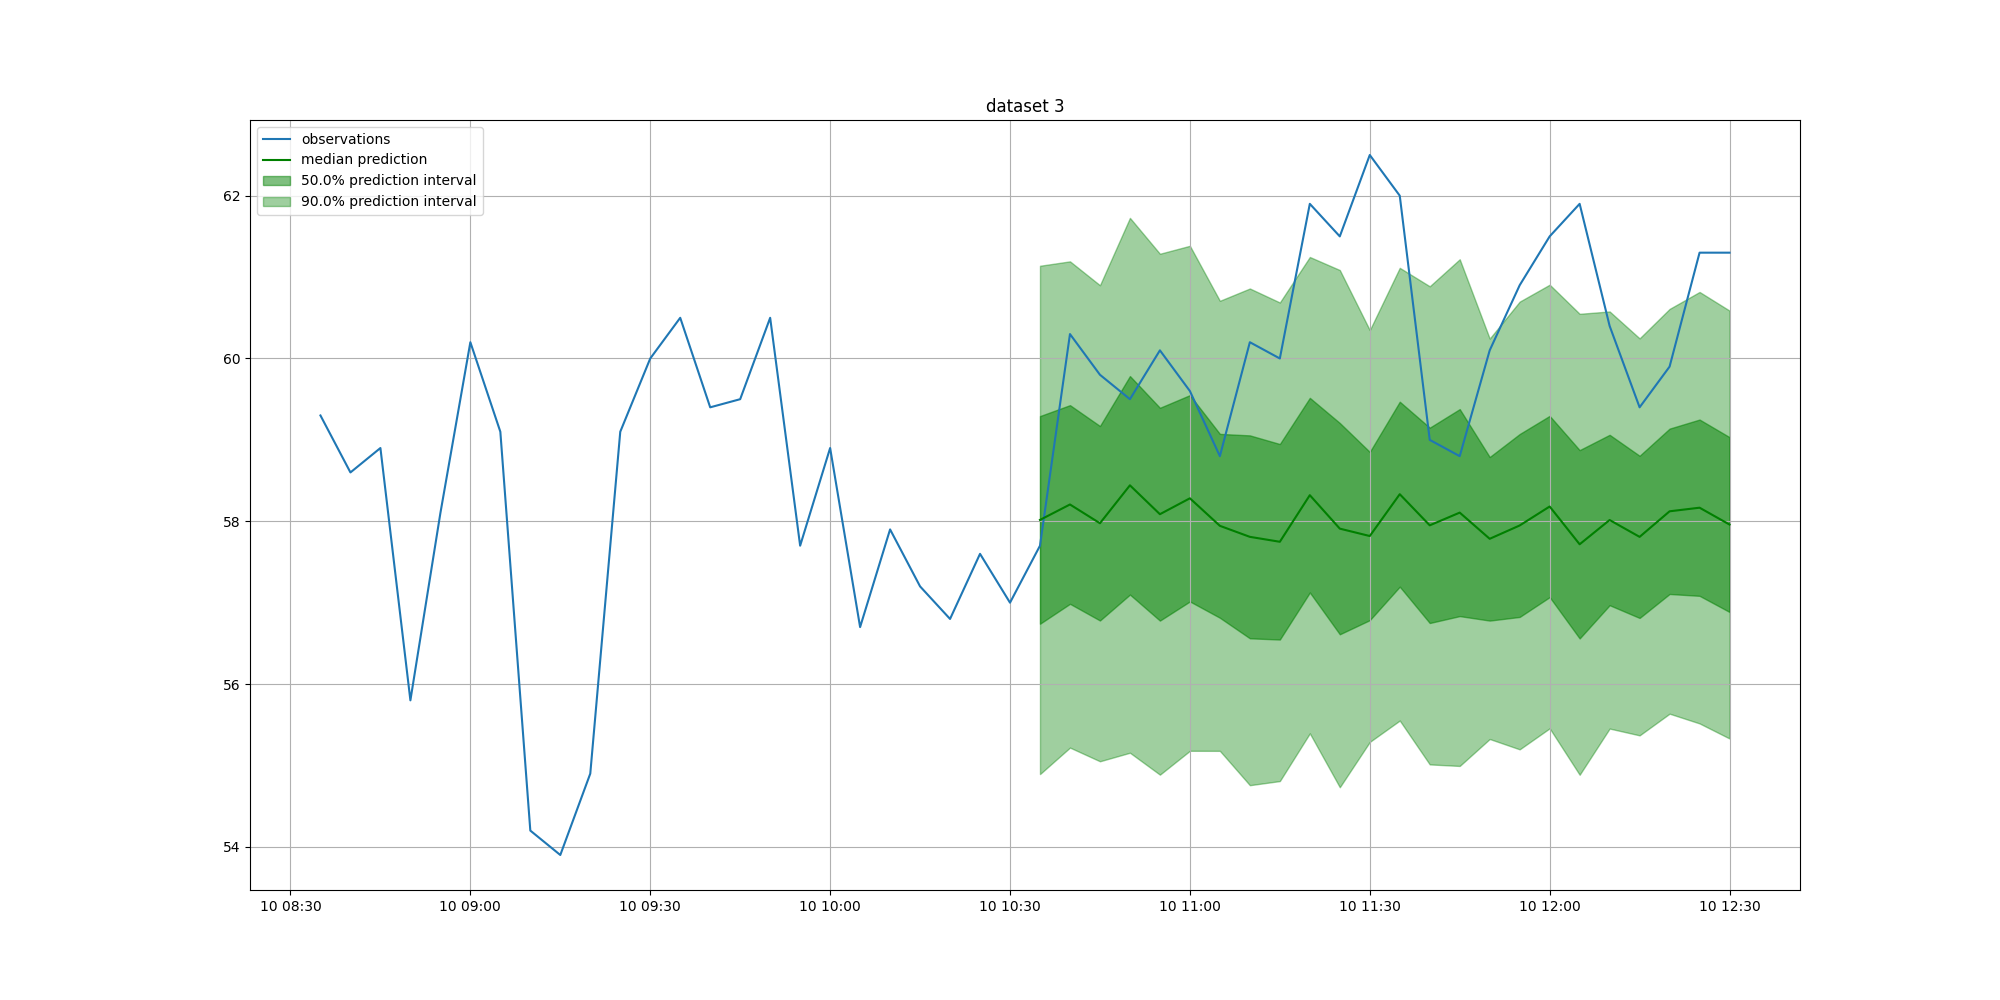 dataset 3
observations
median prediction
50.0% prediction interval
90.0% prediction interval
62
60
58
56
54
10 08:30
10 09:00
10 09:30
10 10:00
10 10:30
10 11:00
10 11:30
10 12:00
10 12:30